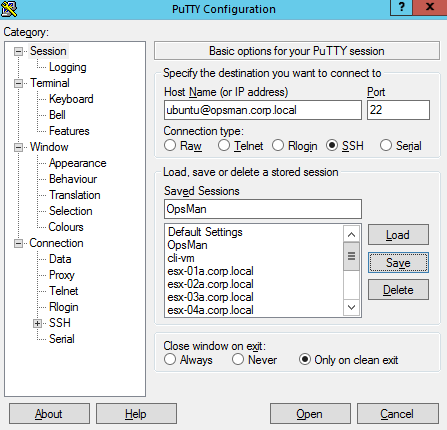 PuTTY Configuration
? X
Category:
Session
Logging
Terminal
Keyboard
Bell
Features
Window
Appearance
Behaviour
Translation
Selection
Colours
Connection
Data
Proxy
Telnet
Rlogin
SSH
Serial
Basic options for your PuTTY session
Specify the destination you want to connect to
Host Name (or IP address) Port
ubuntu@opsman.corp.local 22
Connection type:
Raw Telnet Rlogin SSH Serial
Load, save or delete a stored session
Saved Sessions
OpsMan
Default Settings
OpsMan
cli-vm
esx-01a.corp.local
esx-02a.corp.local
esx-03a.corp.local
esx-04a.corp.local
Load
Save
Delete
Close window on exit:
Always Never Only on clean exit
About Help Open Cancel